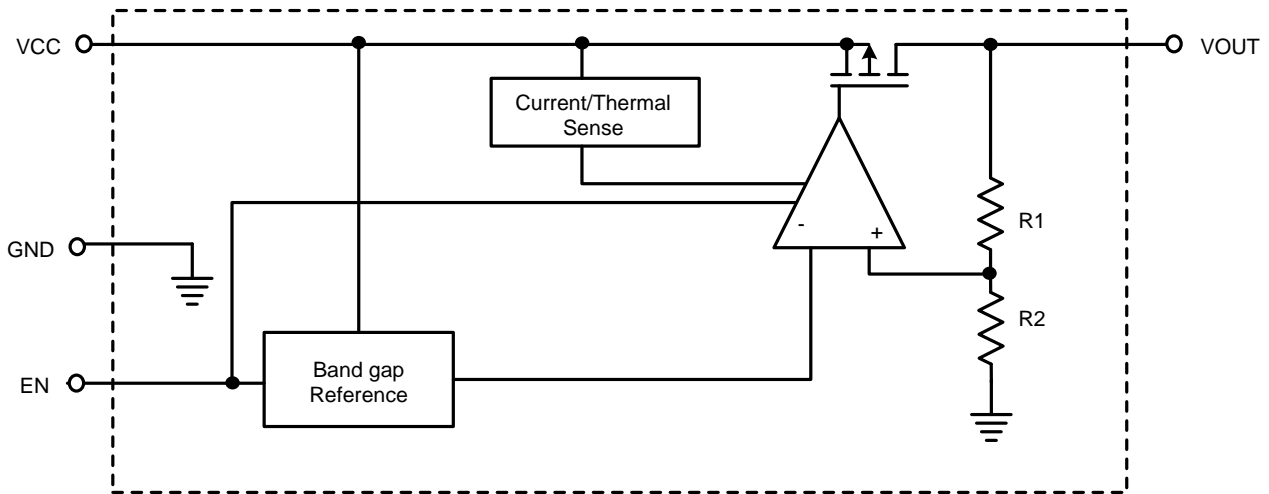 VCC
VOUT
Current/Thermal
Sense
R1
-
+
GND
R2
Band gap
Reference
EN